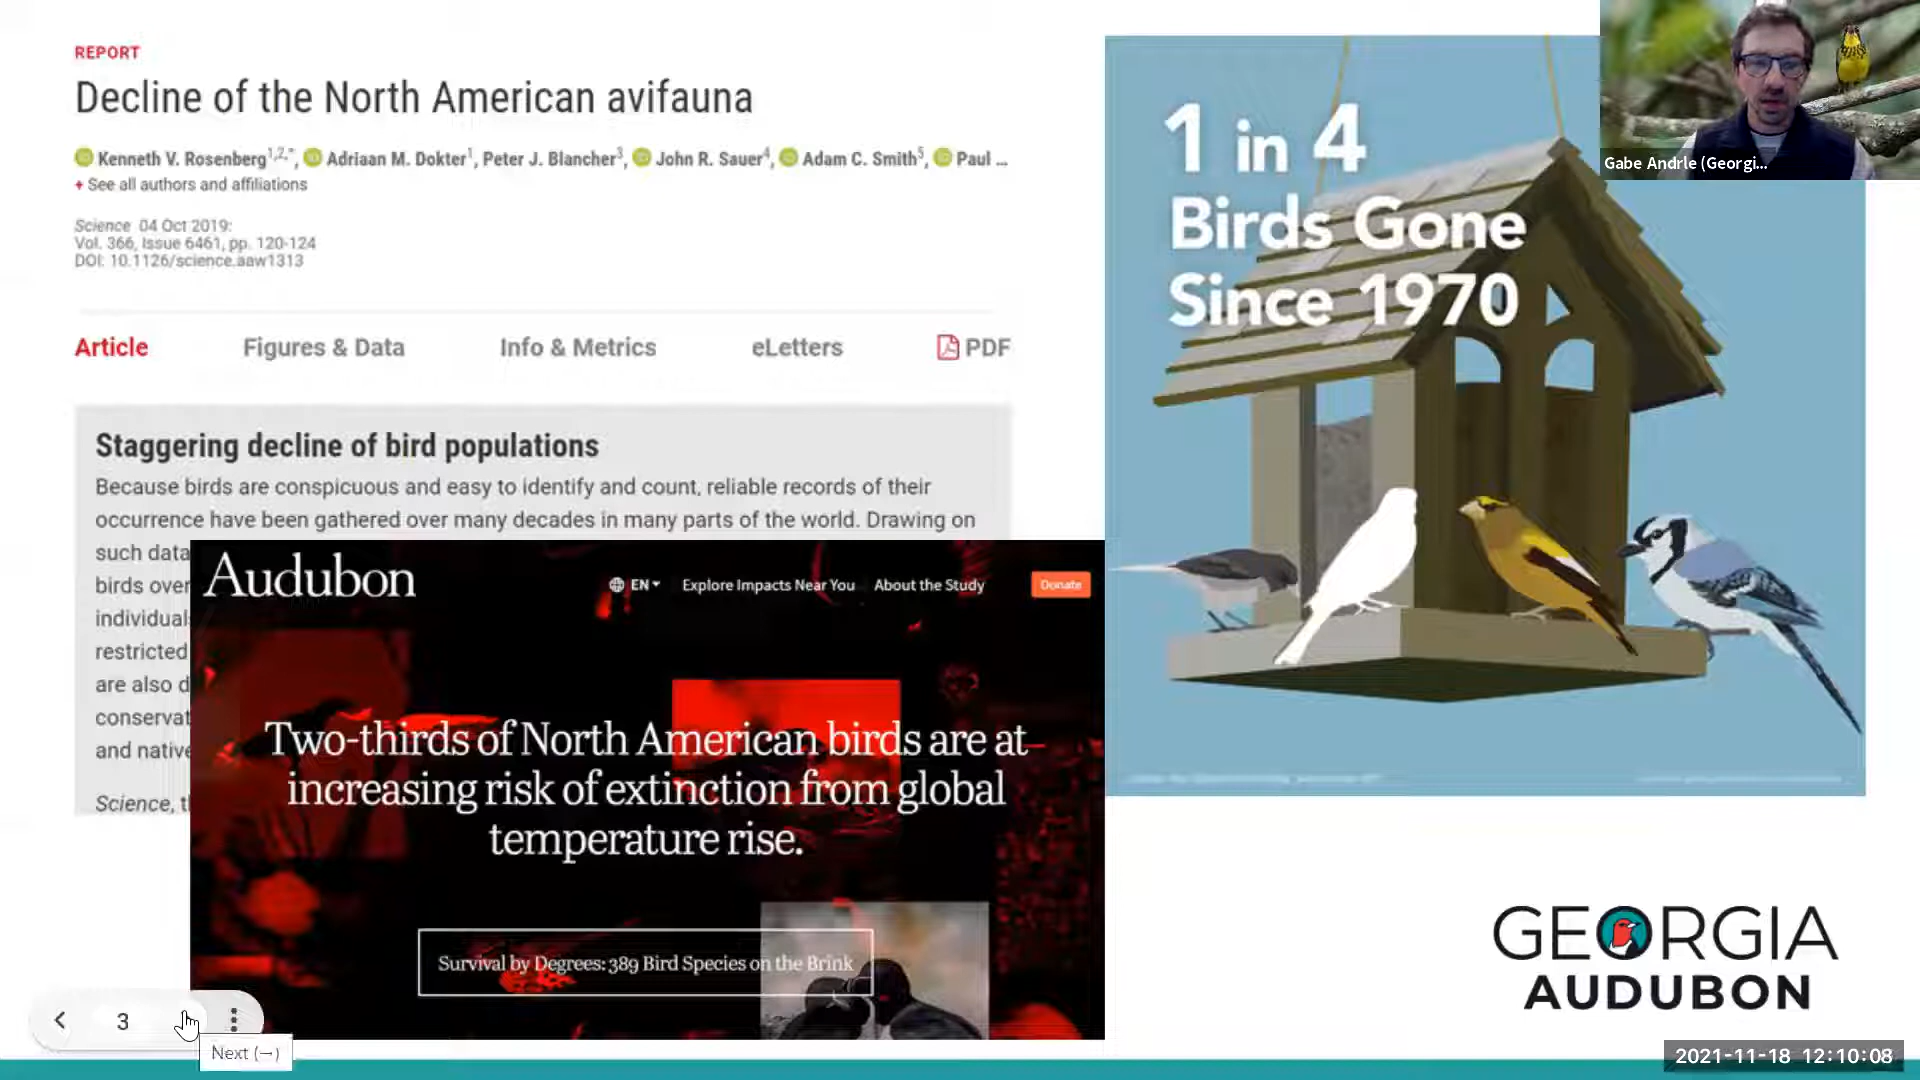 REPORT
Decline of the North American avifauna
Kenneth V. Rosenberg1,2,*, Adriaan M. Dokter1, Peter J. Blancher3, John R. Sauer4, Adam C. Smith5, Paul ...
+ See all authors and affiliations
Science 04 Oct 2019:
Vol. 366, Issue 6461, pp. 120-124
DOI: 10.1126/science.aaw1313
Article Figures & Data Info & Metrics eLetters PDF
Staggering decline of bird populations
Because birds are conspicuous and easy to identify and count, reliable records of their
occurrence have been gathered over many decades in many parts of the world. Drawing on
such data
birds over
individual
restricted
are also d
conservat
and native
Science, t
Audubon
EN
Explore Impacts Near You
About the Study
Donate
Two-thirds of North American birds are at
increasing risk of extinction from global
temperature rise.
Survival by Degrees: 389 Bird Species on the Brink
1 in 4
Birds Gone
Since 1970
Gabe Andrle (Georgi...
GEORGIA
AUDUBON
3
Next (→)
2021-11-18 12:10:08